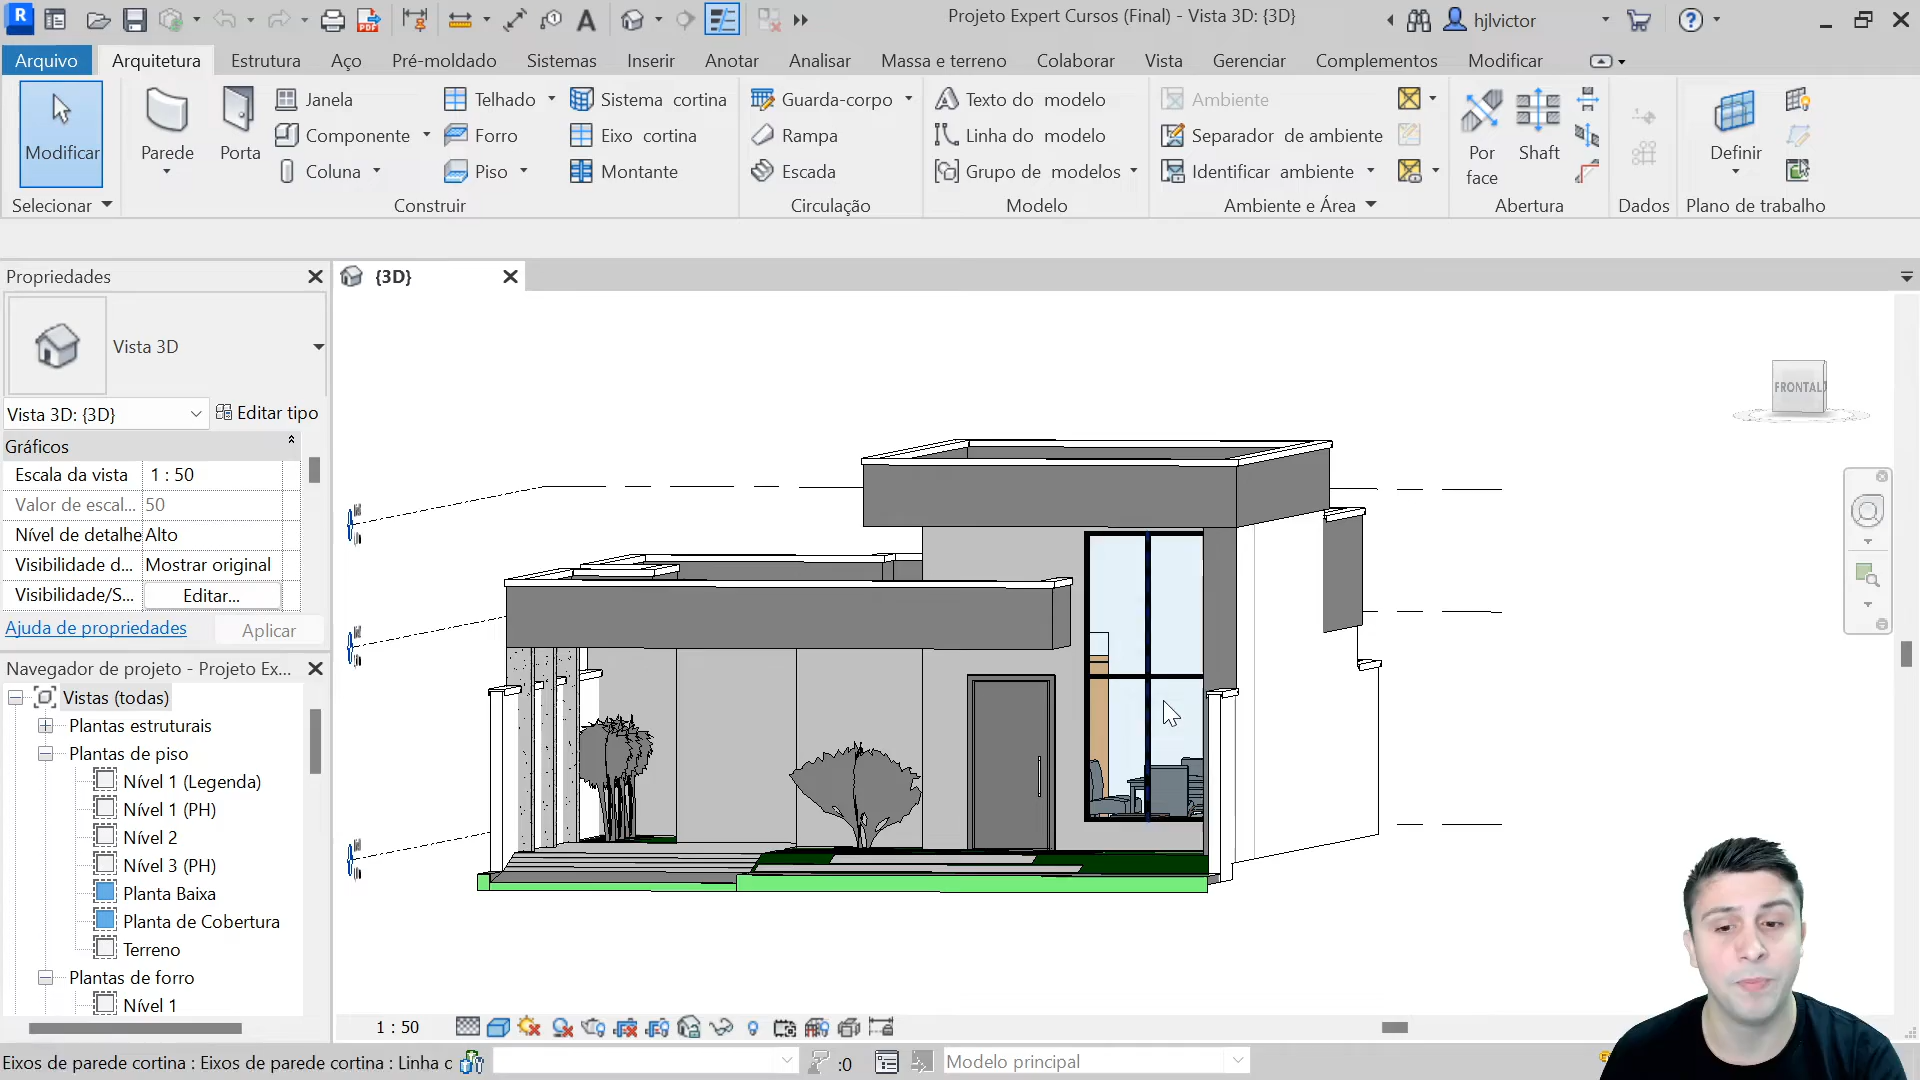 Projeto Expert Cursos (Final) - Vista 3D: {3D}
hjlvictor
Arquivo Arquitetura Estrutura Aço Pré-moldado Sistemas Inserir Anotar Analisar Massa e terreno Colaborar Vista Gerenciar Complementos Modificar
Modificar
Parede
Porta
Janela
Componente
Coluna
Telhado
Forro
Piso
Sistema cortina
Eixo cortina
Montante
Guarda-corpo
Rampa
Escada
Texto do modelo
Linha do modelo
Grupo de modelos
Ambiente
Separador de ambiente
Identificar ambiente
Por
face
Shaft
Definir
Selecionar
Construir
Circulação
Modelo
Ambiente e Área
Abertura
Dados
Plano de trabalho
Propriedades
{3D}
Vista 3D
Vista 3D: {3D}
Editar tipo
Gráficos
Escala da vista 1 : 50
Valor de escal... 50
Nível de detalhe Alto
Visibilidade d... Mostrar original
Visibilidade/S... Editar...
Ajuda de propriedades
Aplicar
Navegador de projeto - Projeto Ex...
Vistas (todas)
Plantas estruturais
Plantas de piso
Nível 1 (Legenda)
Nível 1 (PH)
Nível 2
Nível 3 (PH)
Planta Baixa
Planta de Cobertura
Terreno
Plantas de forro
Nível 1
FRONTAL
1 : 50
Eixos de parede cortina : Eixos de parede cortina : Linha c
:0
Modelo principal